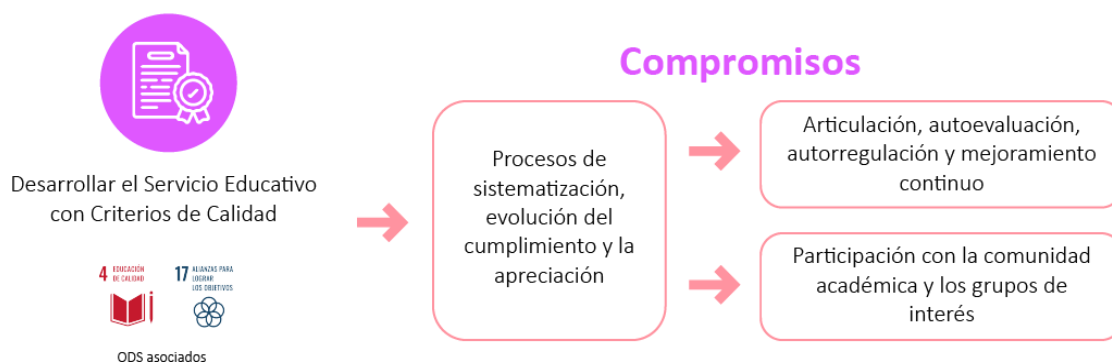 Compromisos
Desarrollar el Servicio Educativo
con Criterios de Calidad
4 EDUCACIÓN
DE CALIDAD
17 ALIANZAS PARA
LOGRAR
LOS OBJETIVOS
ODS asociados
Procesos de
sistematización,
evolución del
cumplimiento y la
apreciación
Articulación, autoevaluación,
autorregulación y mejoramiento
continuo
Participación con la comunidad
académica y los grupos de
interés